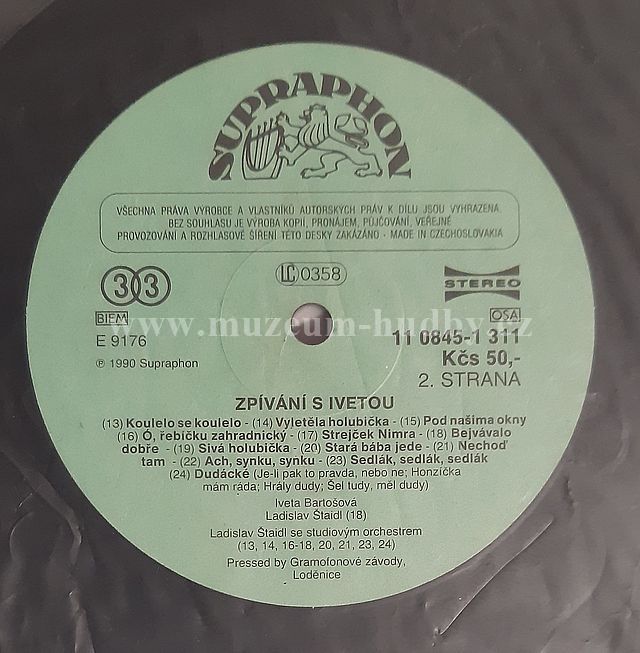 SUPRAPHON
VŠECHNA PRÁVA VÝROBCE A VLASTNÍKŮ AUTORSKÝCH PRÁV K DÍLU JSOU VYHRAZENA.
BEZ SOUHLASU JE VÝROBA KOPIÍ, PRONÁJEM, PŮJČOVÁNÍ, VEŘEJNÉ
PROVOZOVÁNÍ A ROZHLASOVÉ ŠÍŘENÍ TÉTO DESKY ZAKÁZÁNO - MADE IN CZECHOSLOVAKIA
LC 0358
33
STEREO
BIEM
OSA
www.muzeum-hudby.cz
E 9176
11 0845-1 311
Kčs 50,-
℗ 1990 Supraphon
2. STRANA
ZPÍVÁNÍ S IVETOU
(13) Koulelo se koulelo - (14) Vyletěla holubička - (15) Pod našima okny
(16) Ó, řebíčku zahradnický - (17) Strejček Nimra - (18) Bejvávalo
dobře - (19) Sivá holubička - (20) Stará bába jede - (21) Nechoď
tam - (22) Ach, synku, synku - (23) Sedlák, sedlák, sedlák
(24) Dudácké (Je-li pak to pravda, nebo ne; Honzíčka
mám ráda; Hrály dudy; Šel tudy, měl dudy)
Iveta Bartošová
Ladislav Štaidl (18)
Ladislav Štaidl se studiovým orchestrem
(13, 14, 16-18, 20, 21, 23, 24)
Pressed by Gramofonové závody,
Loděnice